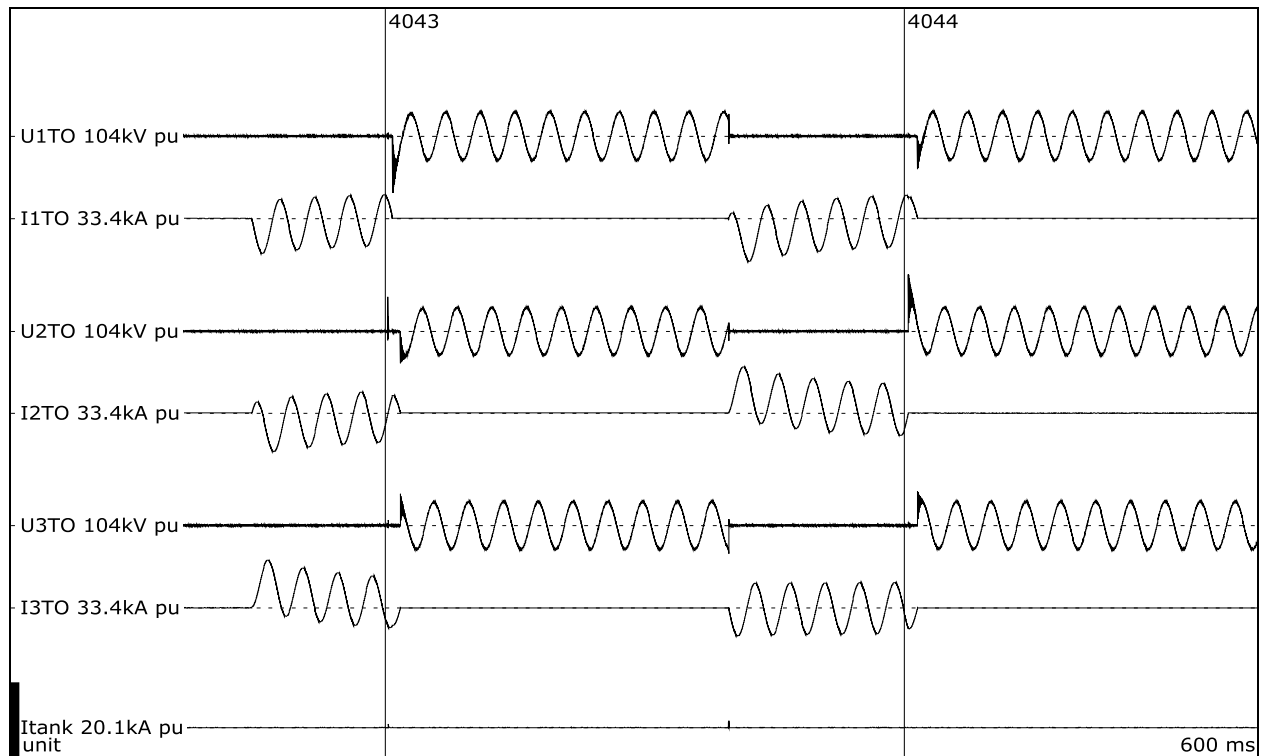 4043
4044
U1TO 104kV pu
I1TO 33.4kA pu
U2TO 104kV pu
I2TO 33.4kA pu
U3TO 104kV pu
I3TO 33.4kA pu
Itank 20.1kA pu
unit
600 ms